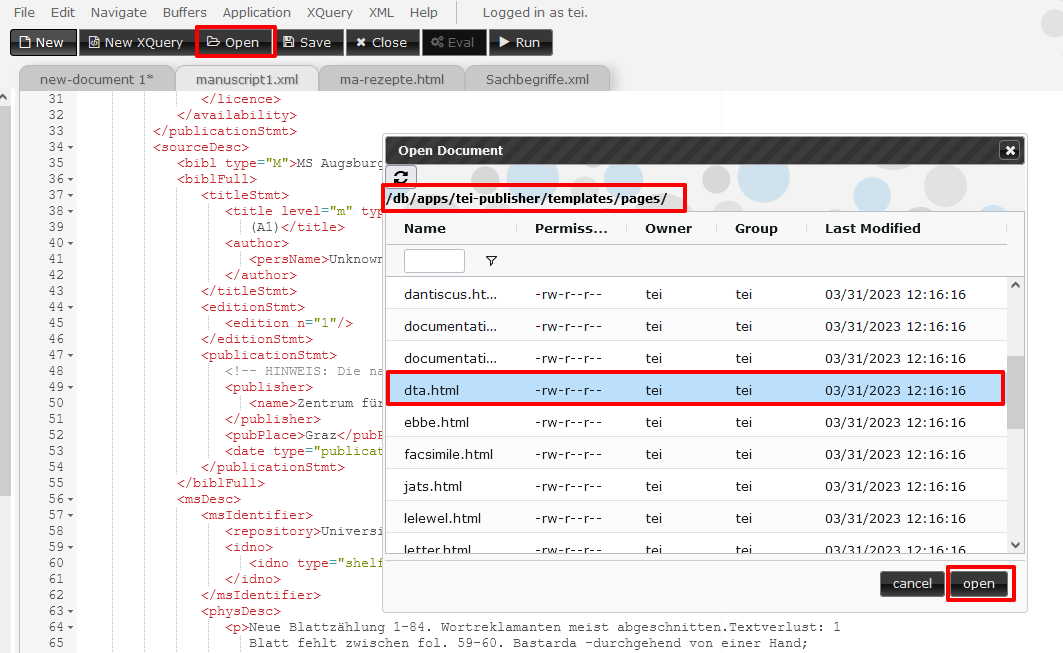 File Edit Navigate Buffers Application XQuery XML Help Logged in as tei.
New New XQuery Open Save Close Eval Run
new-document 1* manuscript1.xml ma-rezepte.html Sachbegriffe.xml
31 </licence>
32 </availability>
33 </publicationStmt>
34 <sourceDesc>
35 <bibl type="M">MS Augsburg
36 <biblFull>
37 <titleStmt>
38 <title level="m" typ
39 (A1)</title>
40 <author>
41 <persName>Unknown
42 </author>
43 </titleStmt>
44 <editionStmt>
45 <edition n="1"/>
46 </editionStmt>
47 <publicationStmt>
48 <!-- HINWEIS: Die na
49 <publisher>
50 <name>Zentrum für
51 </publisher>
52 <pubPlace>Graz</pubP
53 <date type="publicat
54 </publicationStmt>
55 </biblFull>
56 <msDesc>
57 <msIdentifier>
58 <repository>Universi
59 <idno>
60 <idno type="shelf
61 </idno>
62 </msIdentifier>
63 <physDesc>
64 <p>Neue Blattzählung 1-84. Wortreklamanten meist abgeschnitten.Textverlust: 1
65 Blatt fehlt zwischen fol. 59-60. Bastarda -durchgehend von einer Hand;
Open Document
/db/apps/tei-publisher/templates/pages/
Name Permiss... Owner Group Last Modified
dantiscus.ht... -rw-r--r-- tei tei 03/31/2023 12:16:16
documentati... -rw-r--r-- tei tei 03/31/2023 12:16:16
documentati... -rw-r--r-- tei tei 03/31/2023 12:16:16
dta.html -rw-r--r-- tei tei 03/31/2023 12:16:16
ebbe.html -rw-r--r-- tei tei 03/31/2023 12:16:16
facsimile.html -rw-r--r-- tei tei 03/31/2023 12:16:16
jats.html -rw-r--r-- tei tei 03/31/2023 12:16:16
lelewel.html -rw-r--r-- tei tei 03/31/2023 12:16:16
letter.html -rw-r--r-- tei tei 03/31/2023 12:16:16
cancel open